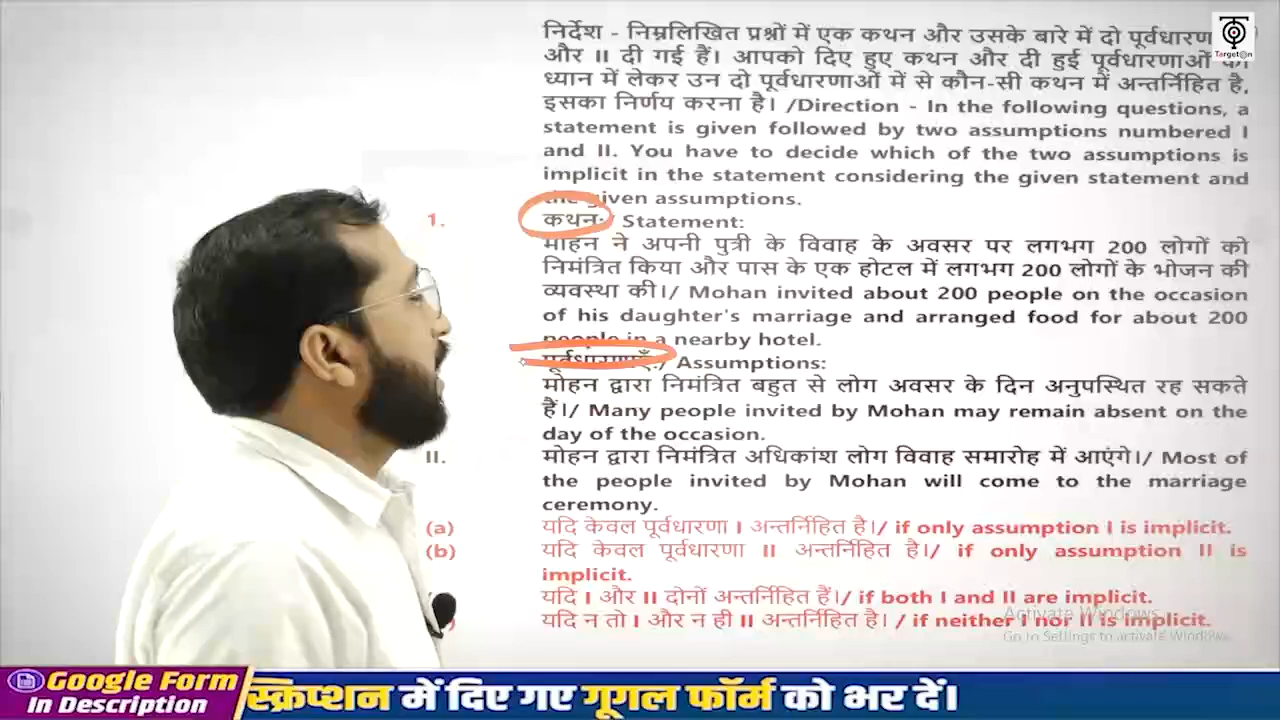 निर्देश - निम्नलिखित प्रश्नों में एक कथन और उसके बारे में दो
और II दी गई हैं। आपको दिए हुए कथन और दी हुई पूर्वधारणाओं को
ध्यान में लेकर उन दो पूर्वधारणाओं में से कौन-सी कथन में अन्तर्निहित है,
इसका निर्णय करना है। /Direction - In the following questions, a
statement is given followed by two assumptions numbered I
and II. You have to decide which of the two assumptions is
implicit in the statement considering the given statement and
the given assumptions.
1. कथन:/ Statement:
मोहन ने अपनी पुत्री के विवाह के अवसर पर लगभग 200 लोगों को
निमंत्रित किया और पास के एक होटल में लगभग 200 लोगों के भोजन की
व्यवस्था की।/ Mohan invited about 200 people on the occasion
of his daughter's marriage and arranged food for about 200
people in a nearby hotel.
पूर्वधारणाएँ:/ Assumptions:
मोहन द्वारा निमंत्रित बहुत से लोग अवसर के दिन अनुपस्थित रह सकते
हैं।/ Many people invited by Mohan may remain absent on the
day of the occasion.
II. मोहन द्वारा निमंत्रित अधिकांश लोग विवाह समारोह में आएंगे।/ Most of
the people invited by Mohan will come to the marriage
ceremony.
(a) यदि केवल पूर्वधारणा I अन्तर्निहित है।/ if only assumption I is implicit.
(b) यदि केवल पूर्वधारणा II अन्तर्निहित है।/ if only assumption II is
implicit.
यदि I और II दोनों अन्तर्निहित हैं।/ if both I and II are implicit.
यदि न तो I और न ही II अन्तर्निहित है। / if neither I nor II is implicit.
Target@n
Activate Windows
Go to Settings to activate Windows.
Google Form
In Description
स्क्रिप्शन में दिए गए गूगल फॉर्म को भर दें।